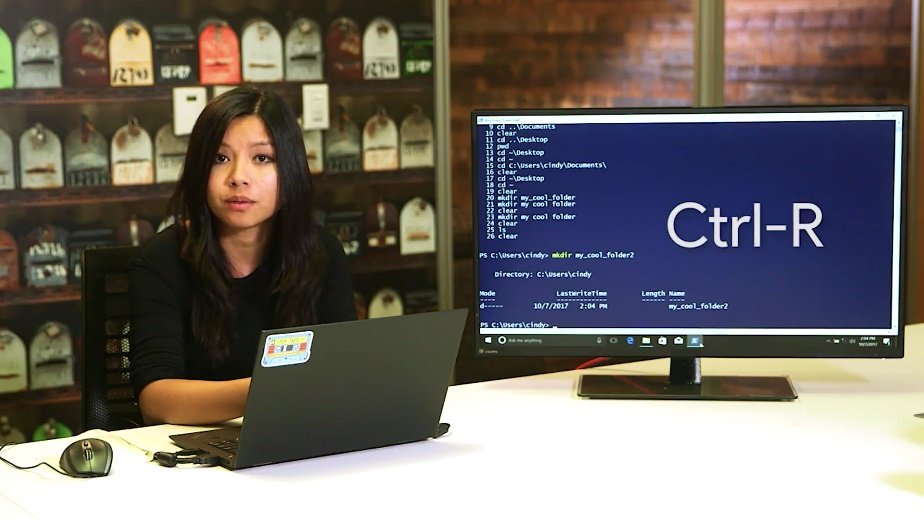 12743
9 cd ..\Documents
10 clear
11 cd ..\Desktop
12 pwd
13 cd ~\Desktop
14 cd ~
15 cd C:\Users\cindy\Documents\
16 clear
17 cd ~\Desktop
18 cd ~
19 clear
20 mkdir my_cool_folder
21 mkdir my cool folder
22 clear
23 mkdir my cool folder
24 clear
25 ls
26 clear
Ctrl-R
PS C:\Users\cindy> mkdir my_cool_folder2
Directory: C:\Users\cindy
Mode LastWriteTime Length Name
---- ------------- ------ ----
d----- 10/7/2017 2:04 PM my_cool_folder2
PS C:\Users\cindy> _
Ask me anything
2:04 PM
10/7/2017